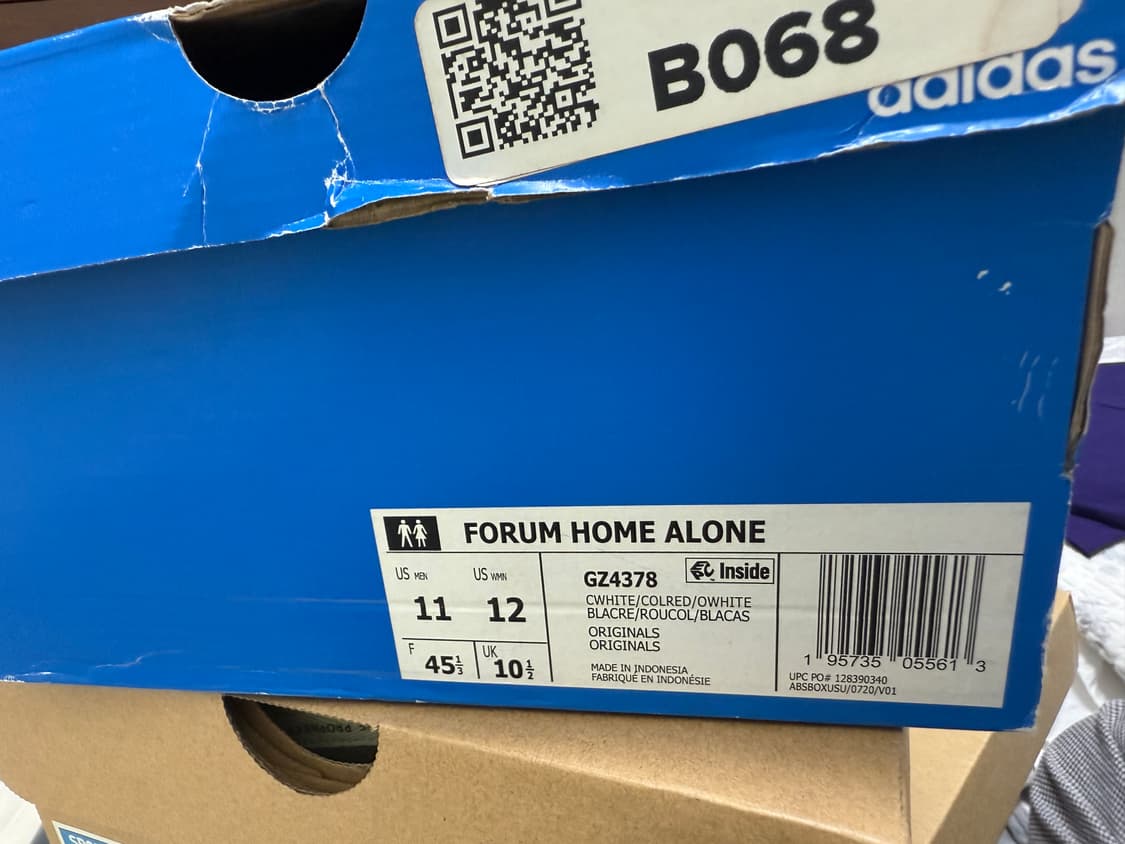 B068
adidas
FORUM HOME ALONE
US MEN
US WMN
11
12
F
45⅓
UK
10½
GZ4378
Inside
CWHITE/COLRED/OWHITE
BLACRE/ROUCOL/BLACAS
ORIGINALS
ORIGINALS
MADE IN INDONESIA
FABRIQUÉ EN INDONÉSIE
1 95735 05561 3
UPC PO# 128390340
ABSBOXUSU/0720/V01